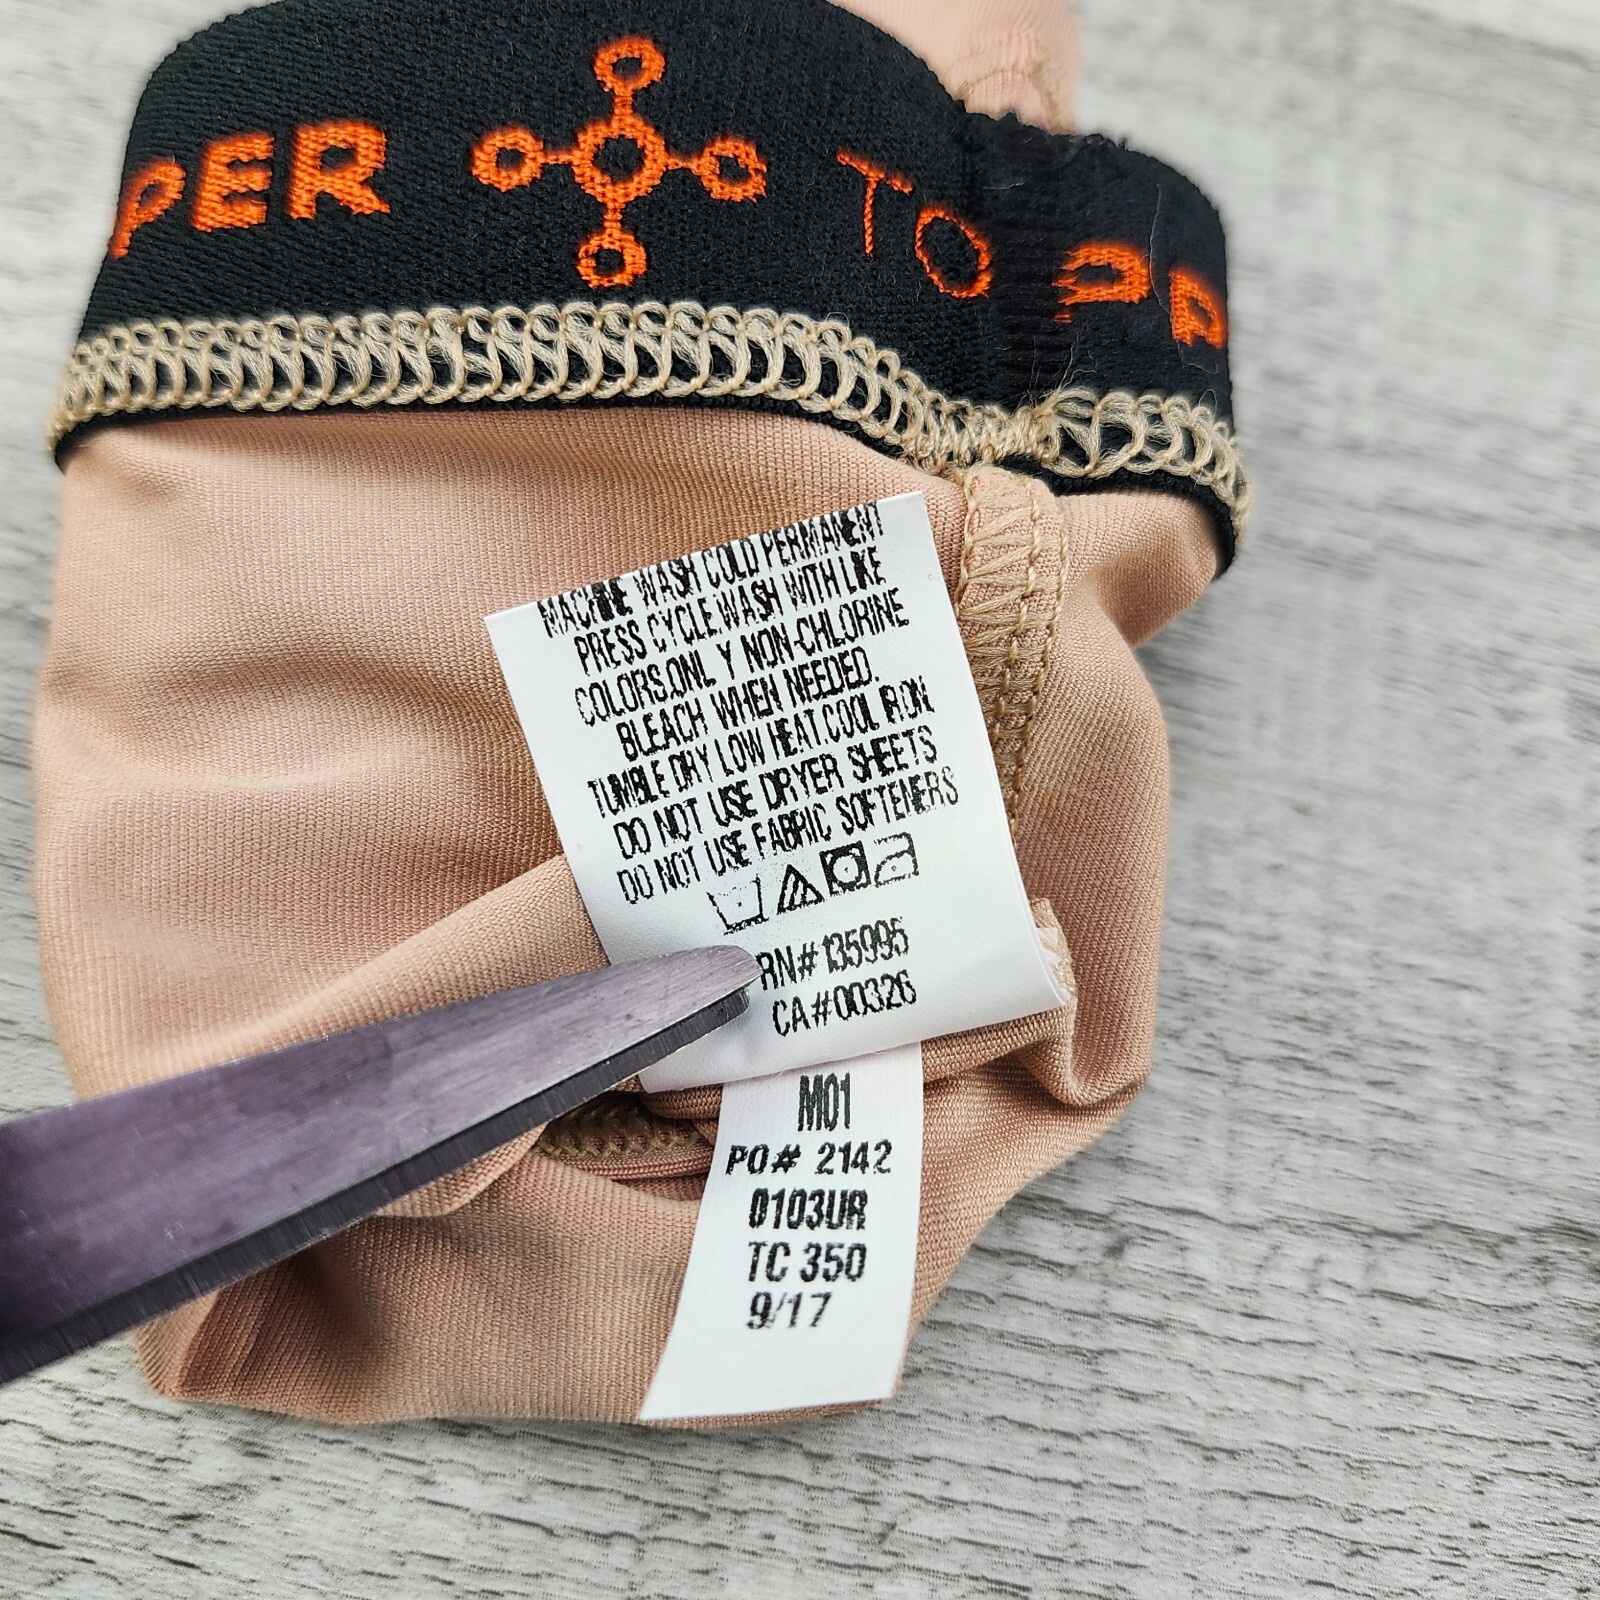 PER TO PR
MACHINE WASH COLD PERMANENT
PRESS CYCLE.WASH WITH LIKE
COLORS.ONL Y NON-CHLORINE
BLEACH WHEN NEEDED.
TUMBLE DRY LOW HEAT.COOL IRON
DO NOT USE DRYER SHEETS
DO NOT USE FABRIC SOFTENERS
RN#135995
CA#00326
M01
PO# 2142
0103UR
TC 350
9/17